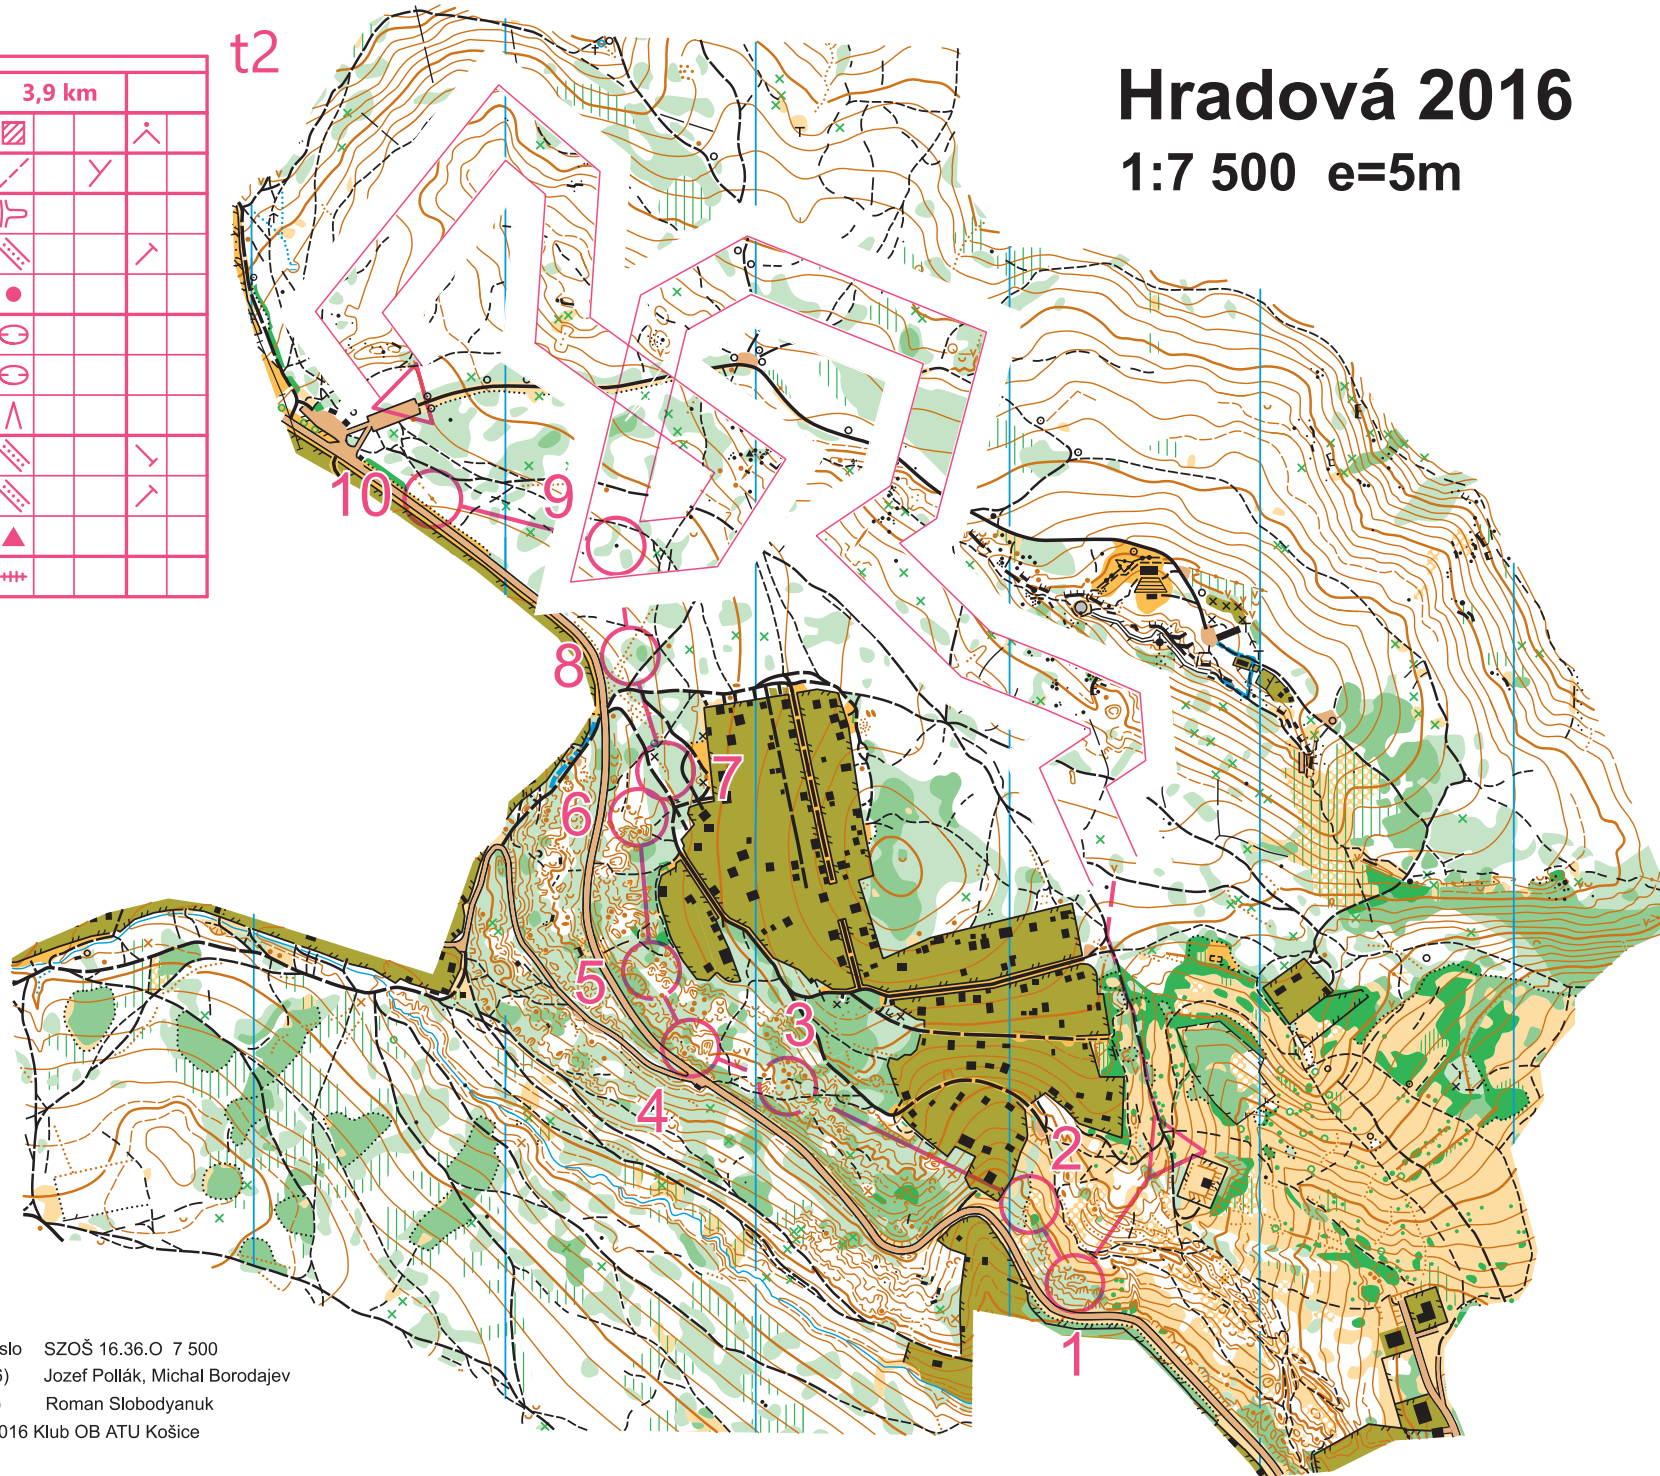 t2
Hradová 2016
1:7 500 e=5m
3,9 km
10
9
8
7
6
5
3
4
2
1
slo SZOŠ 16.36.O 7 500
6) Jozef Pollák, Michal Borodajev
Roman Slobodyanuk
016 Klub OB ATU Košice